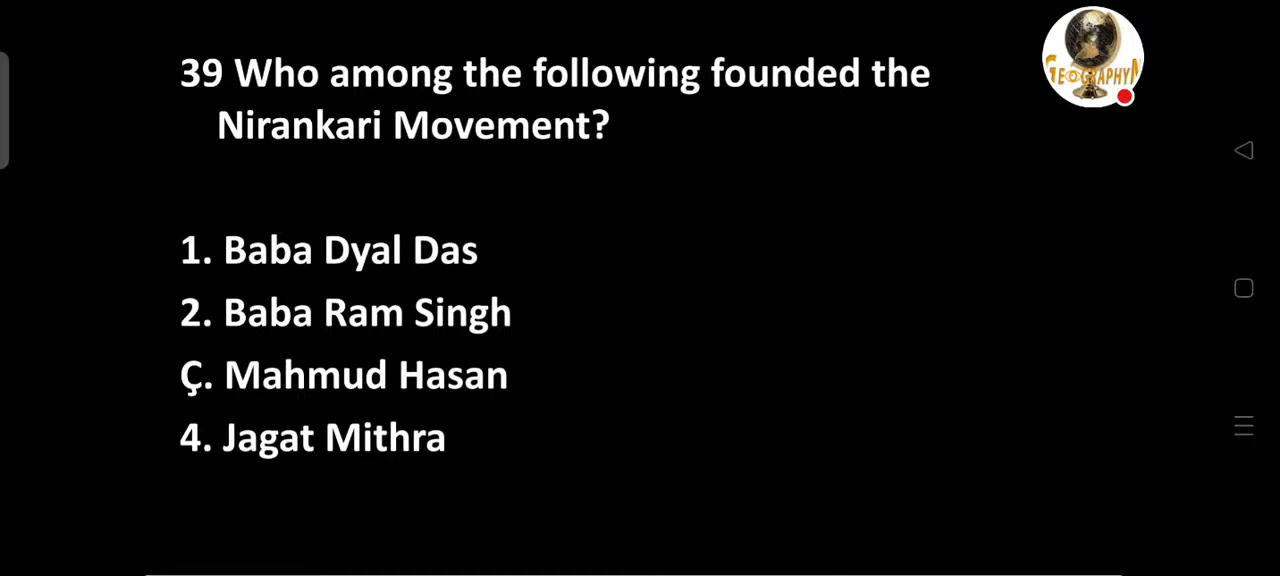 39 Who among the following founded the
Nirankari Movement?
GEOGRAPHY
1. Baba Dyal Das
2. Baba Ram Singh
Ç. Mahmud Hasan
4. Jagat Mithra